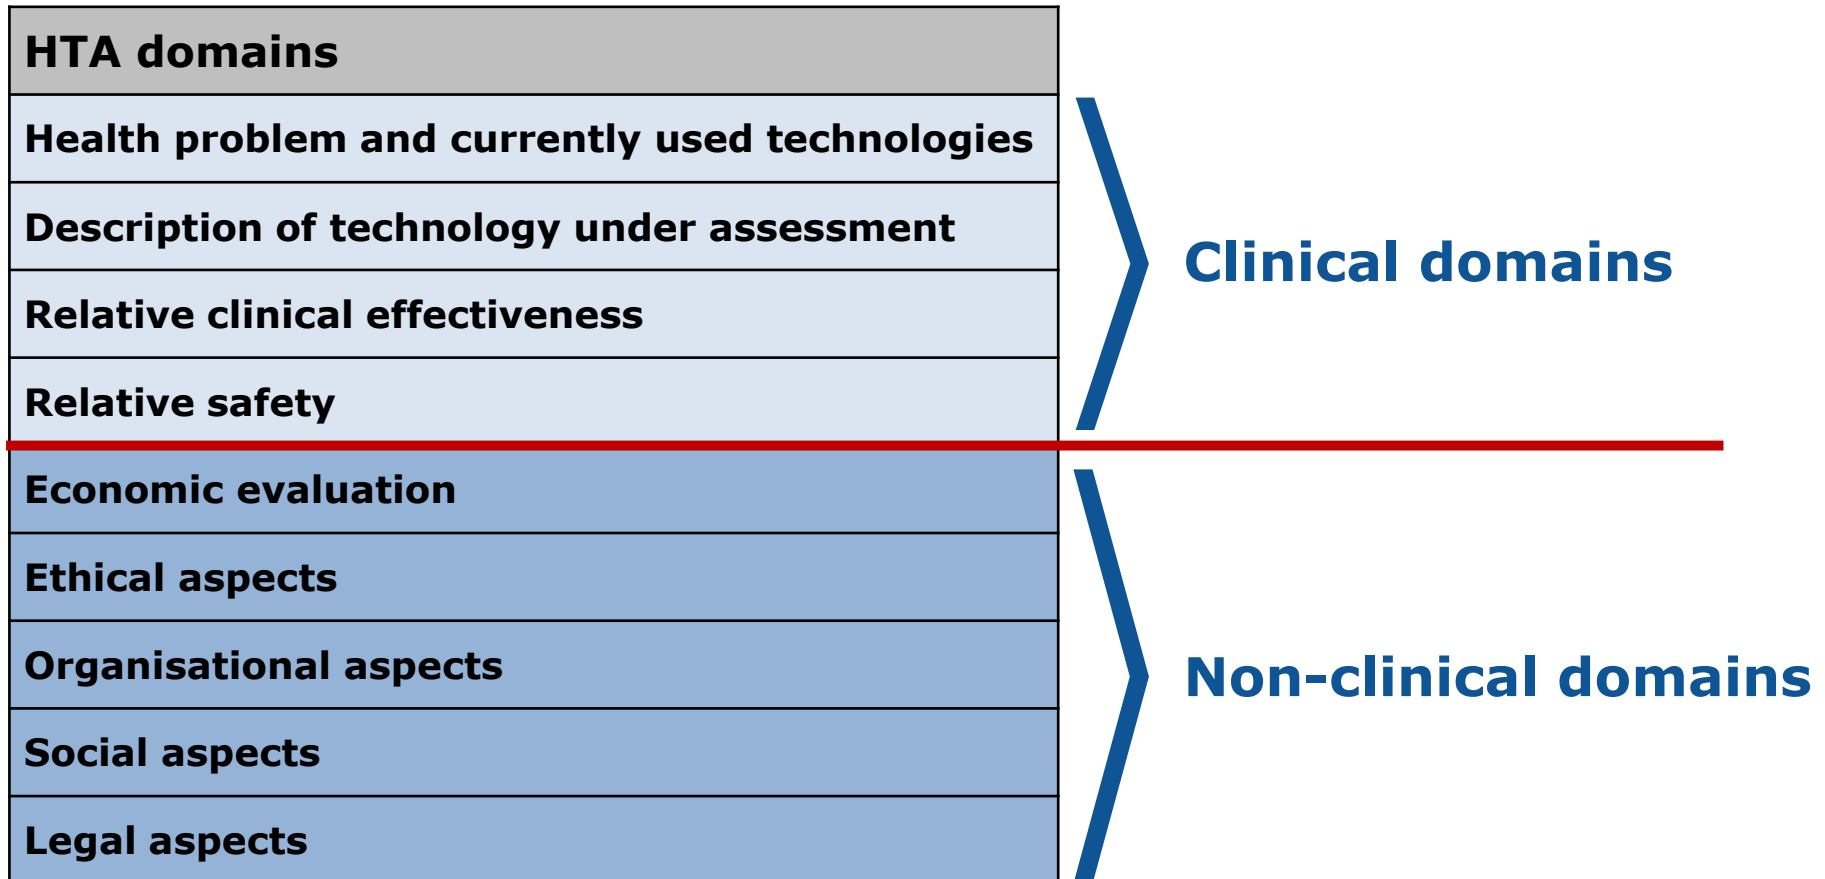 HTA domains
Health problem and currently used technologies
Description of technology under assessment
Relative clinical effectiveness
Relative safety
Clinical domains
Economic evaluation
Ethical aspects
Organisational aspects
Social aspects
Legal aspects
Non-clinical domains